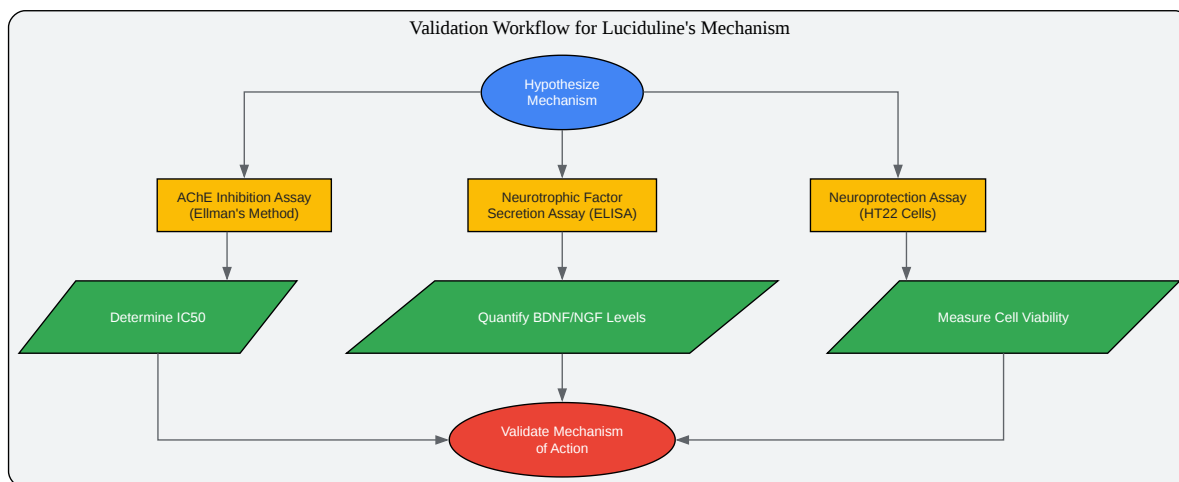 Validation Workflow for Luciduline's Mechanism
Hypothesize
Mechanism
AChE Inhibition Assay
(Ellman's Method)
Neurotrophic Factor
Secretion Assay (ELISA)
Neuroprotection Assay
(HT22 Cells)
Determine IC50
Quantify BDNF/NGF Levels
Measure Cell Viability
Validate Mechanism
of Action